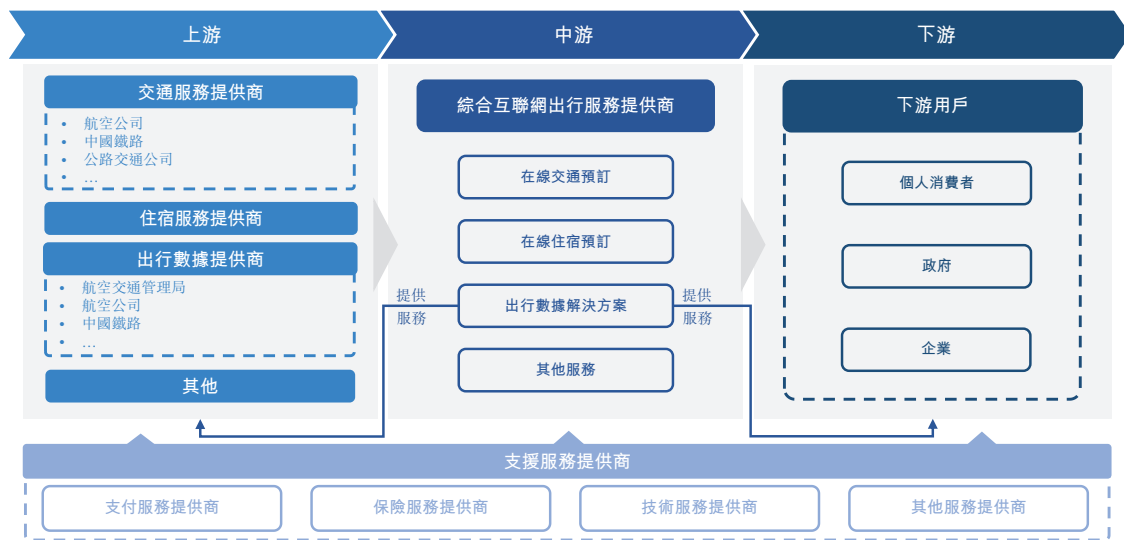 上游
中游
下游
交通服務提供商
• 航空公司
• 中國鐵路
• 公路交通公司
• ...
住宿服務提供商
出行數據提供商
• 航空交通管理局
• 航空公司
• 中國鐵路
• ...
其他
綜合互聯網出行服務提供商
在線交通預訂
在線住宿預訂
提供
服務
出行數據解決方案
提供
服務
其他服務
下游用戶
個人消費者
政府
企業
支援服務提供商
支付服務提供商
保險服務提供商
技術服務提供商
其他服務提供商